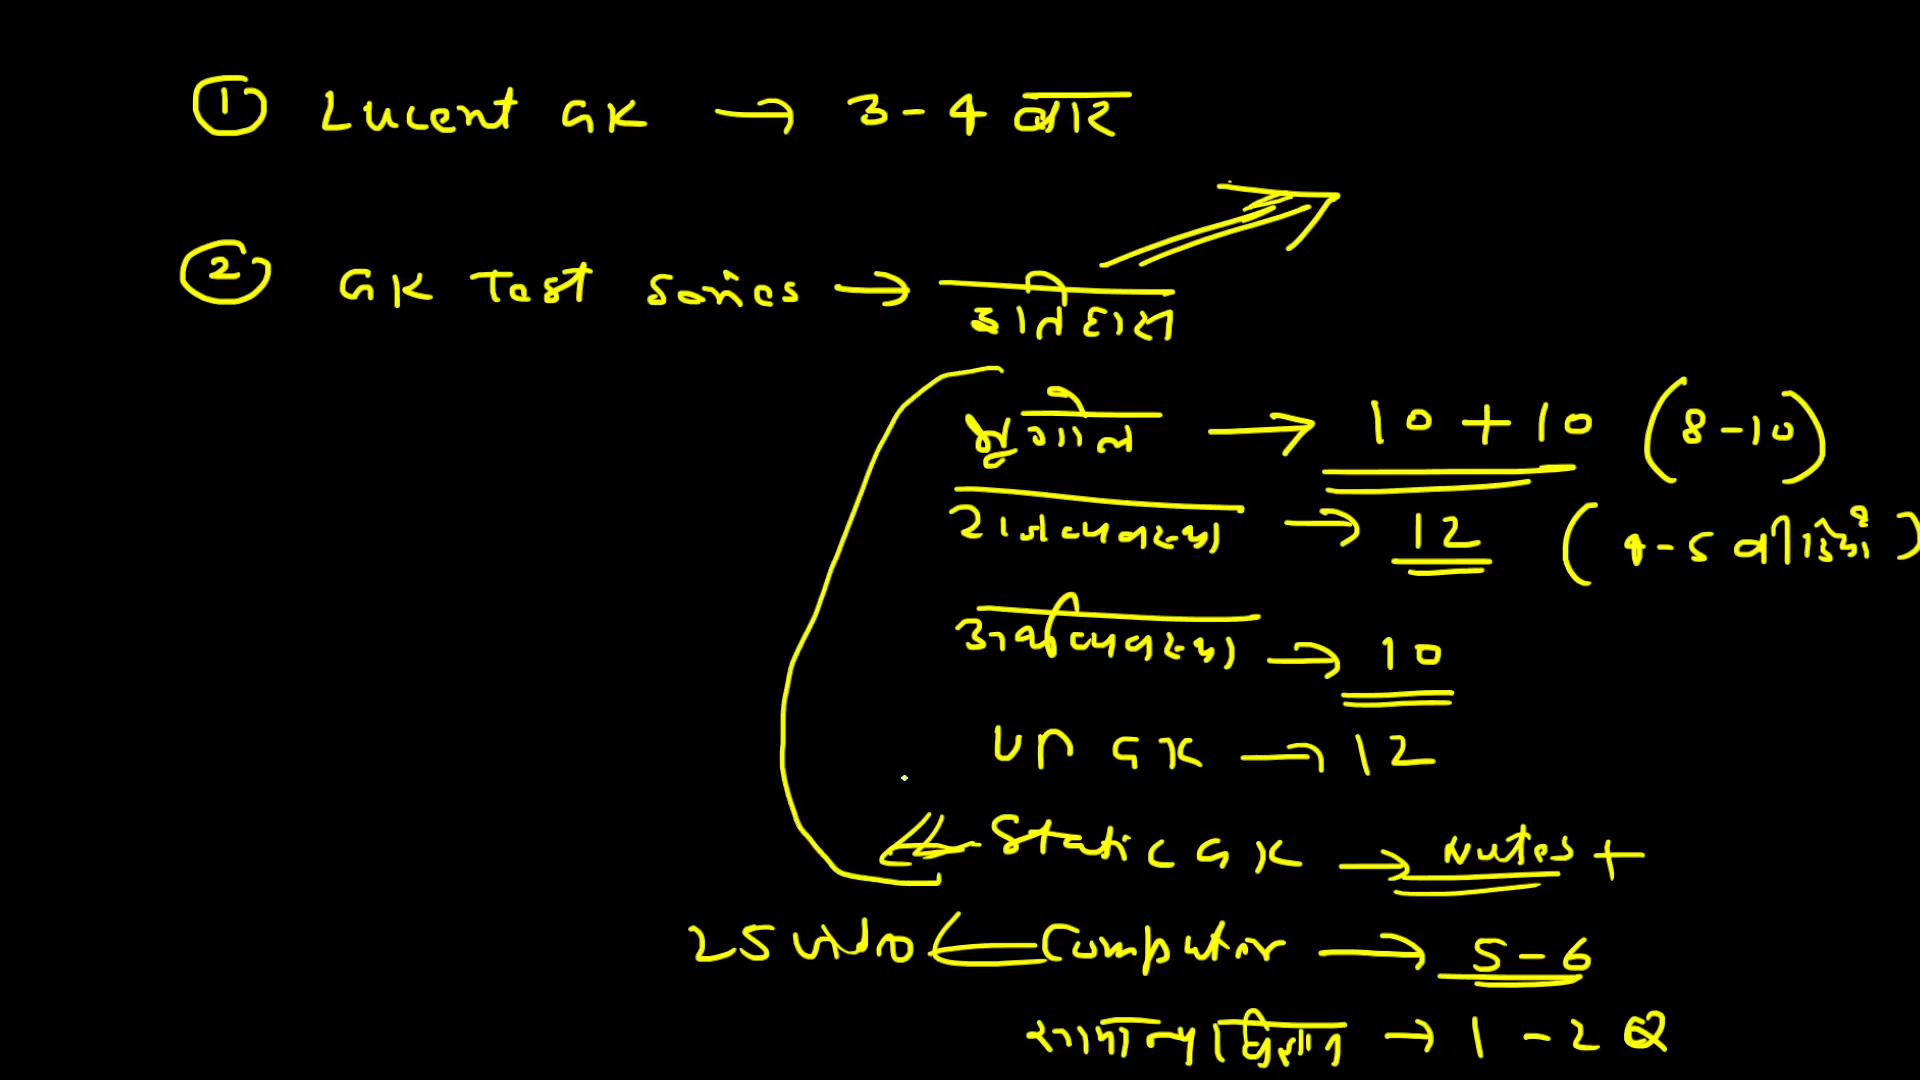 ① Lucent GK → 3-4 बार
② GK Test Series → इतिहास
भूगोल → 10 + 10 (8-10)
राजव्यवस्था → 12 (4-5 वीडियो)
अर्थव्यवस्था → 10
UP GK → 12
Static GK → Notes +
25 video ← Computer → 5-6
सामान्य विज्ञान → 1-2 Q